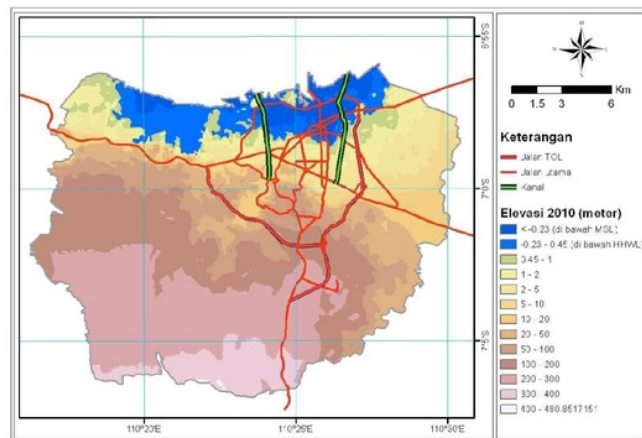 8°55'S
N
W E
S
Km
0 1.5 3 6
6°55'
7°0'S
7°5'S
Keterangan
Jalan TOL
Jalan utama
Kanal
Elevasi 2010 (meter)
<-0.23 (di bawah MSL)
-0.23 - 0.45 (di bawah HHWL)
0.45 - 1
1 - 2
2 - 5
5 - 10
10 - 20
20 - 50
50 - 100
100 - 200
200 - 300
300 - 400
400 - 480.8517151
110°20'E
110°25'E
110°30'E